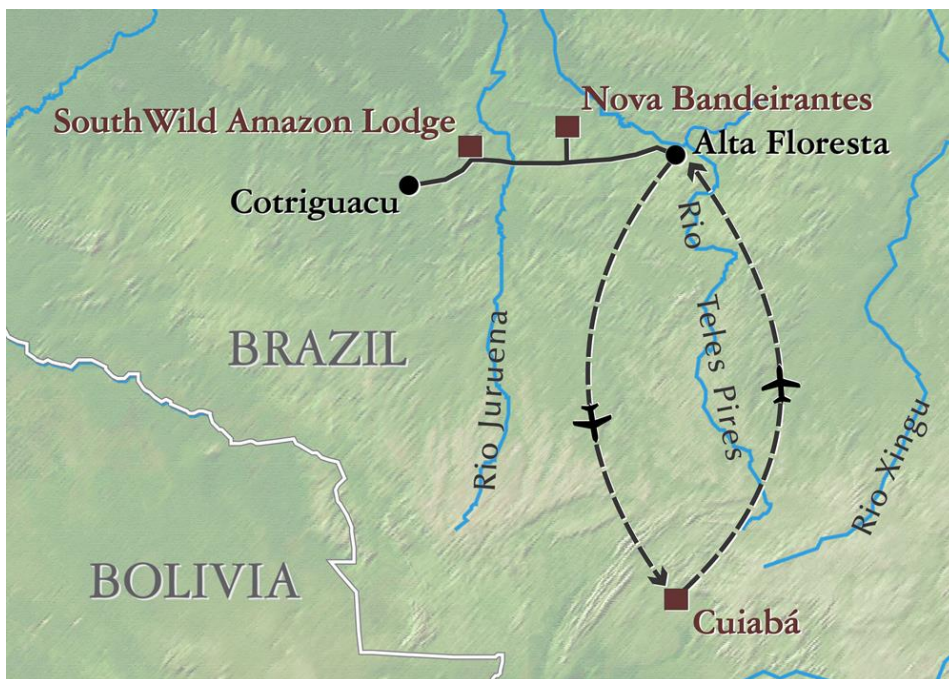 Nova Bandeirantes
SouthWild Amazon Lodge
Alta Floresta
Cotriguacu
Rio
Teles Pires
BRAZIL
Rio Juruena
Rio Xingu
BOLIVIA
Cuiabá